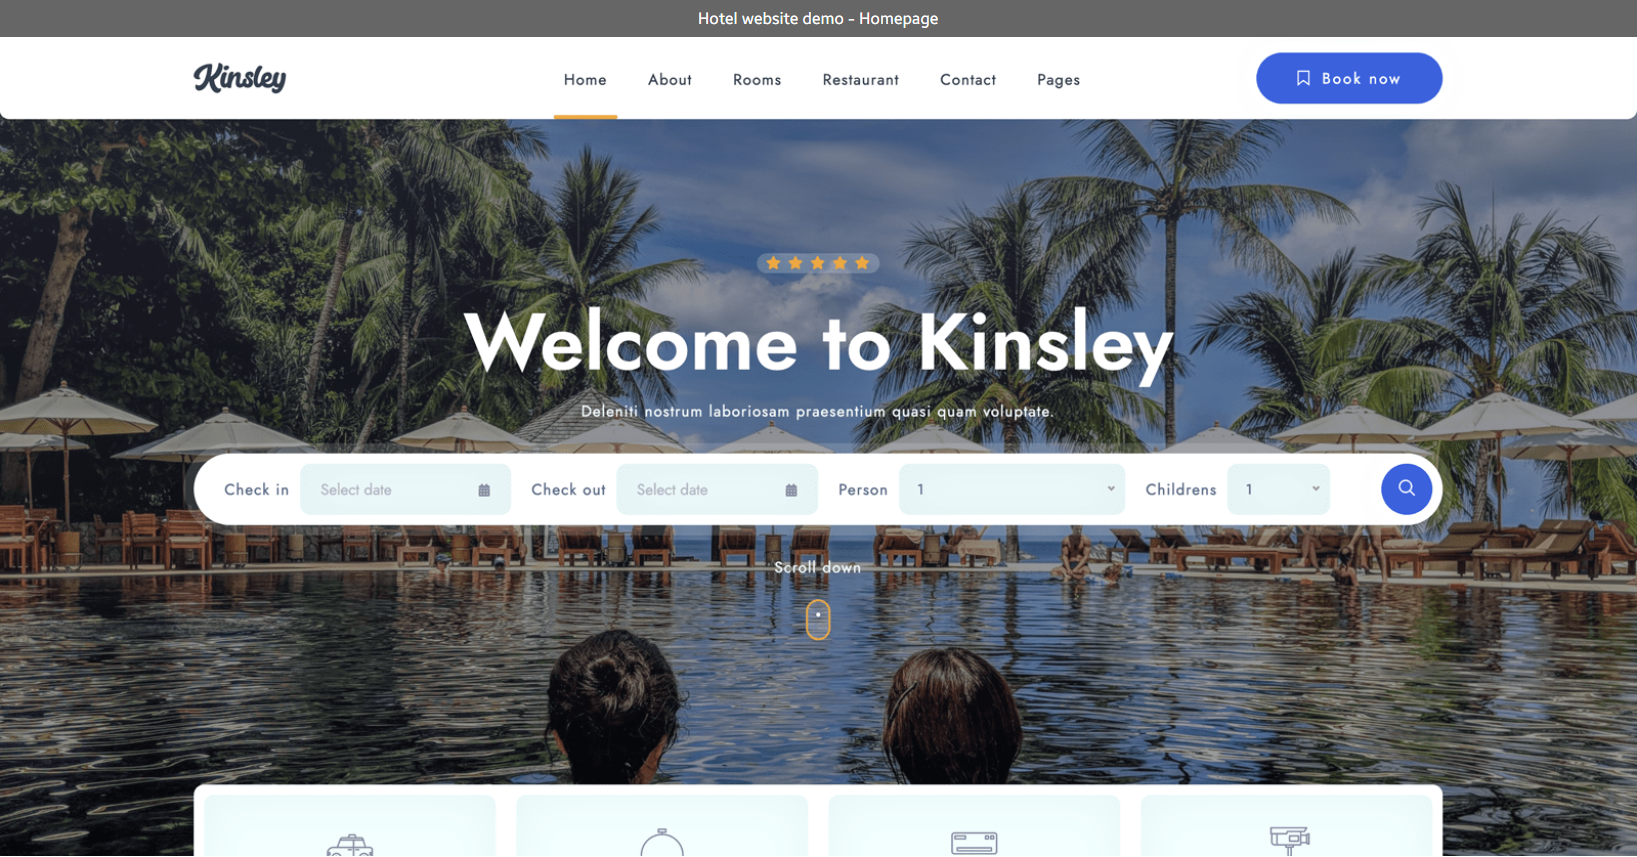 Hotel website demo - Homepage
Kinsley
Home About Rooms Restaurant Contact Pages
Book now
Welcome to Kinsley
Deleniti nostrum laboriosam praesentium quasi quam voluptate.
Check in Select date Check out Select date Person 1 Childrens 1
Scroll down